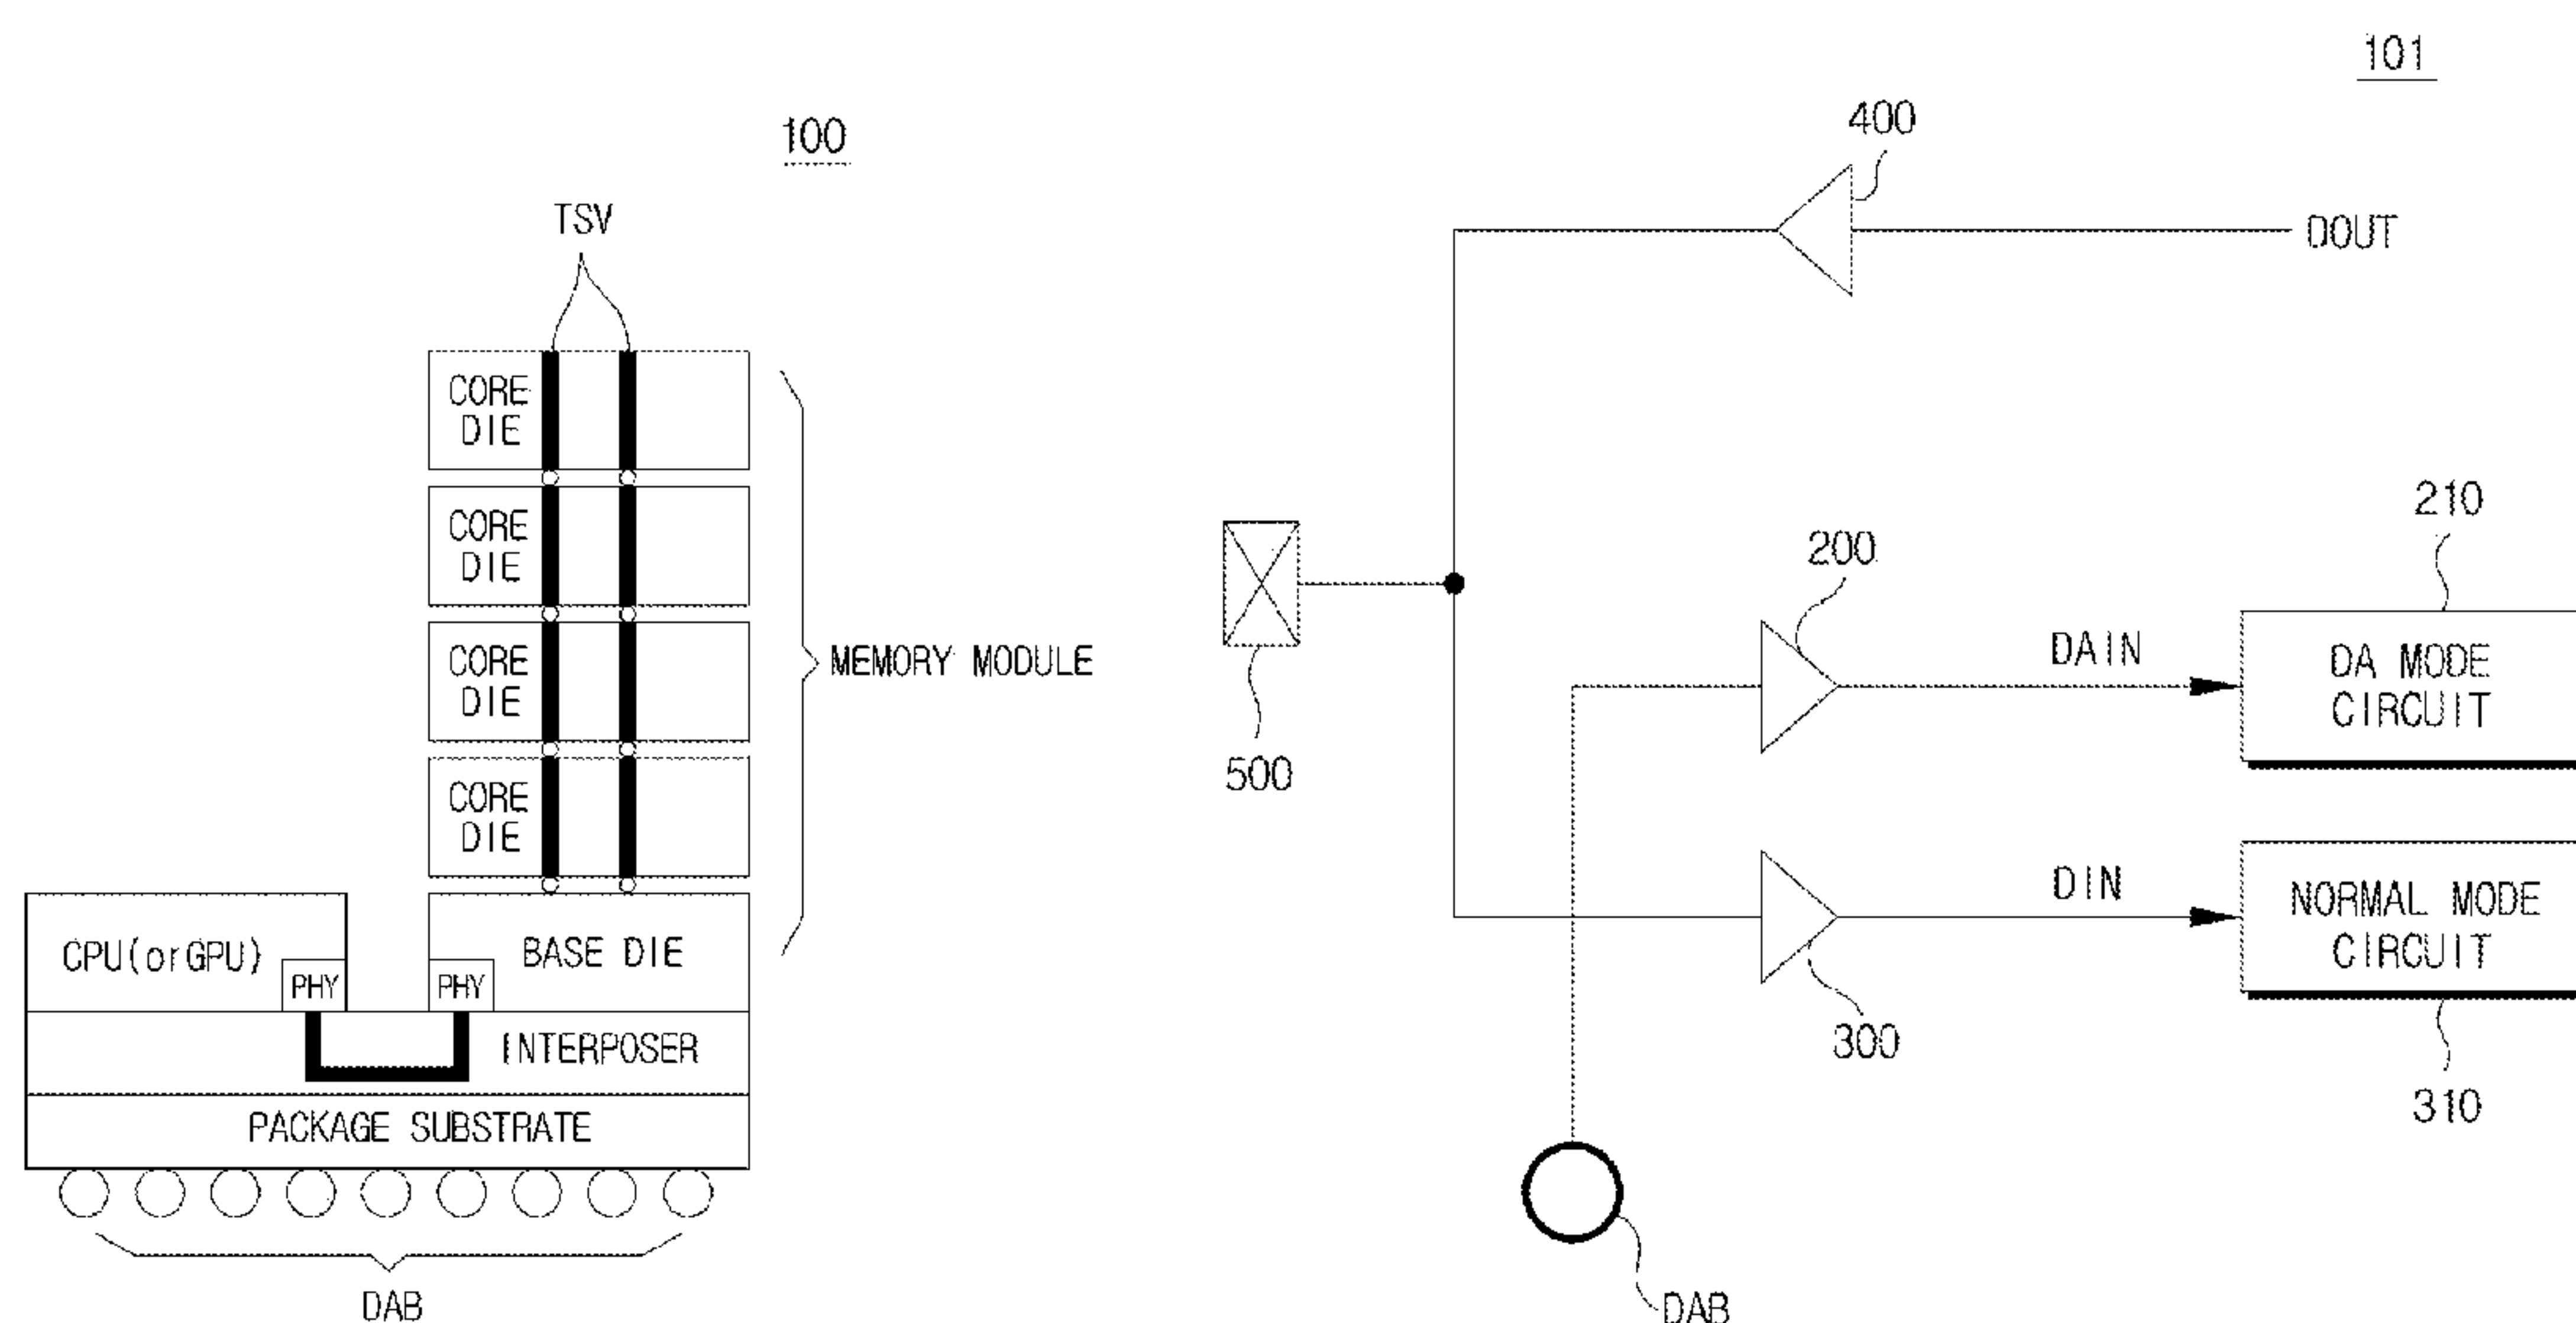 100
TSV
CORE
DIE
CORE
DIE
CORE
DIE
CORE
DIE
MEMORY MODULE
CPU(orGPU)
PHY
PHY
BASE DIE
INTERPOSER
PACKAGE SUBSTRATE
DAB
101
400
DOUT
210
200
DAIN
DA MODE
CIRCUIT
500
DIN
NORMAL MODE
CIRCUIT
300
310
DAB